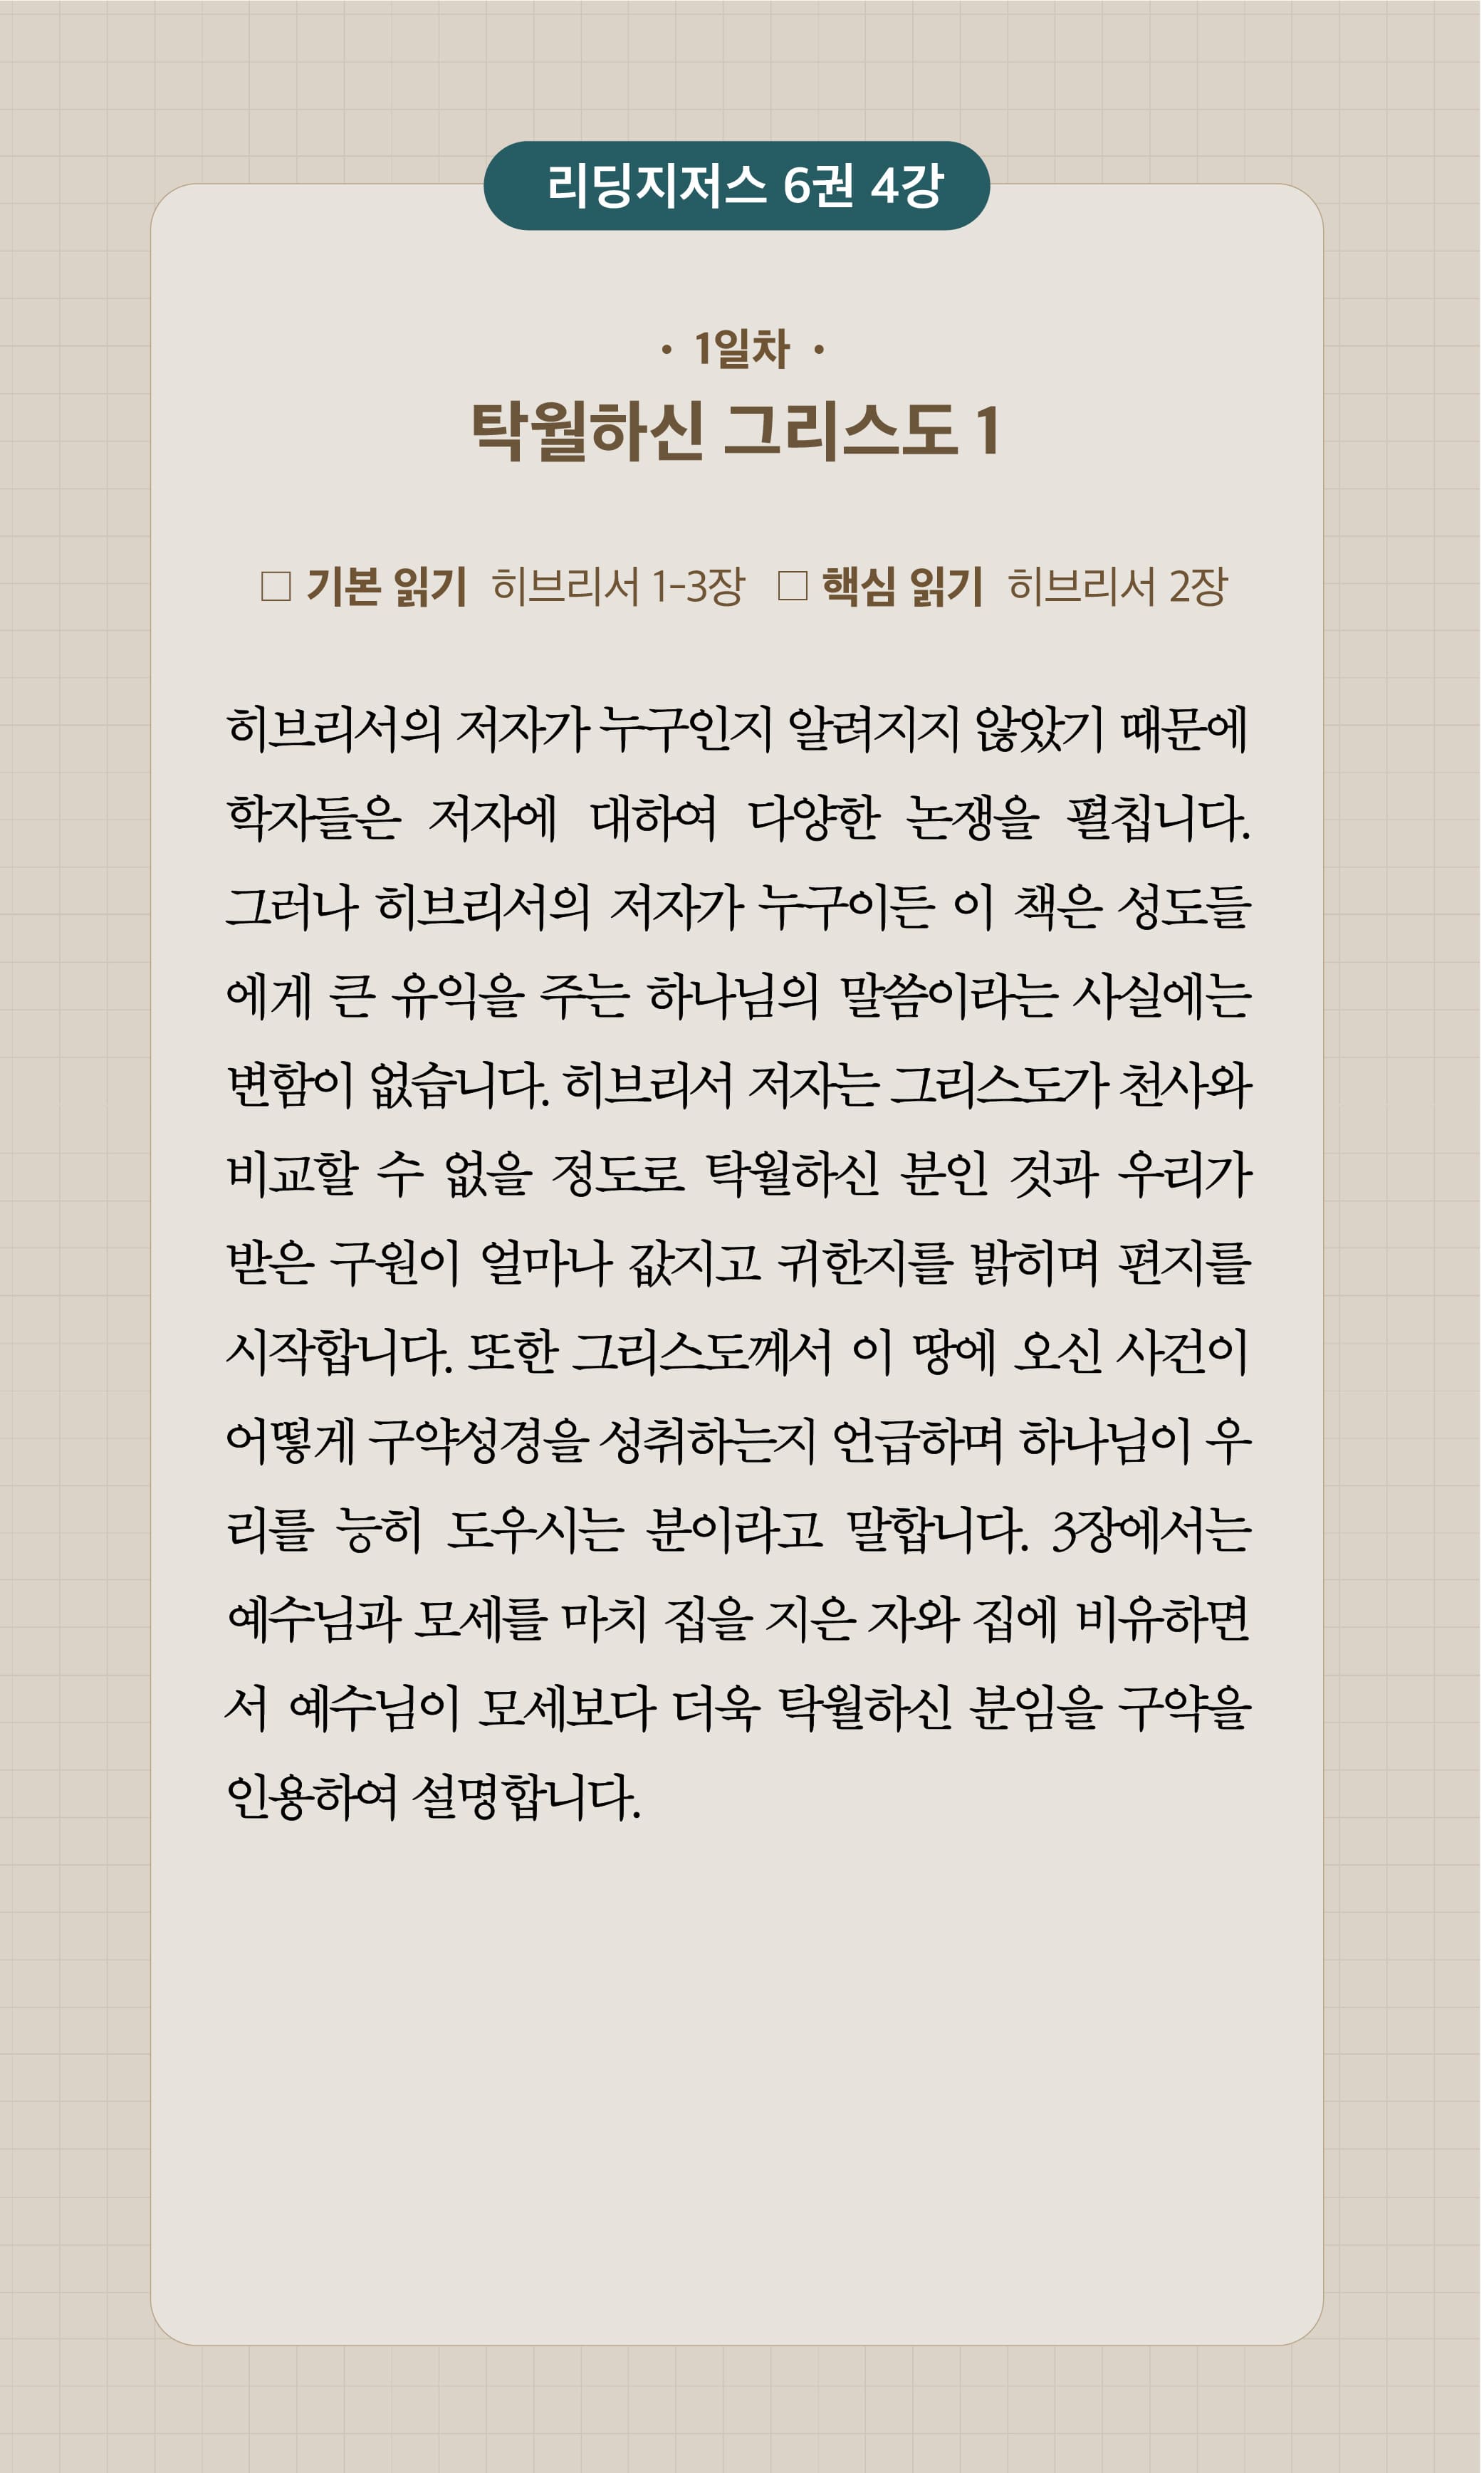 리딩지저스 6권 4강
· 1일차 ·
탁월하신 그리스도 1
□ 기본 읽기 히브리서 1-3장 □ 핵심 읽기 히브리서 2장
히브리서의 저자가 누구인지 알려지지 않았기 때문에
학자들은 저자에 대하여 다양한 논쟁을 펼칩니다.
그러나 히브리서의 저자가 누구이든 이 책은 성도들
에게 큰 유익을 주는 하나님의 말씀이라는 사실에는
변함이 없습니다. 히브리서 저자는 그리스도가 천사와
비교할 수 없을 정도로 탁월하신 분인 것과 우리가
받은 구원이 얼마나 값지고 귀한지를 밝히며 편지를
시작합니다. 또한 그리스도께서 이 땅에 오신 사건이
어떻게 구약성경을 성취하는지 언급하며 하나님이 우
리를 능히 도우시는 분이라고 말합니다. 3장에서는
예수님과 모세를 마치 집을 지은 자와 집에 비유하면
서 예수님이 모세보다 더욱 탁월하신 분임을 구약을
인용하여 설명합니다.